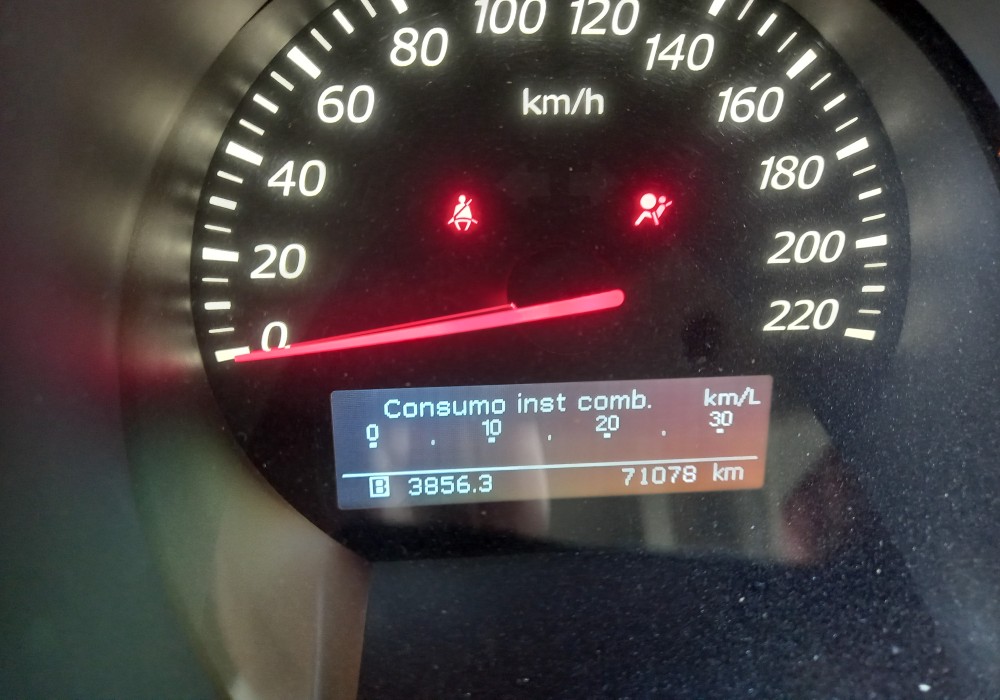 100 120
80 140
60 km/h 160
40 180
20 200
0 220
Consumo inst comb. km/L
0 . 10 . 20 . 30
B 3856.3 71078 km